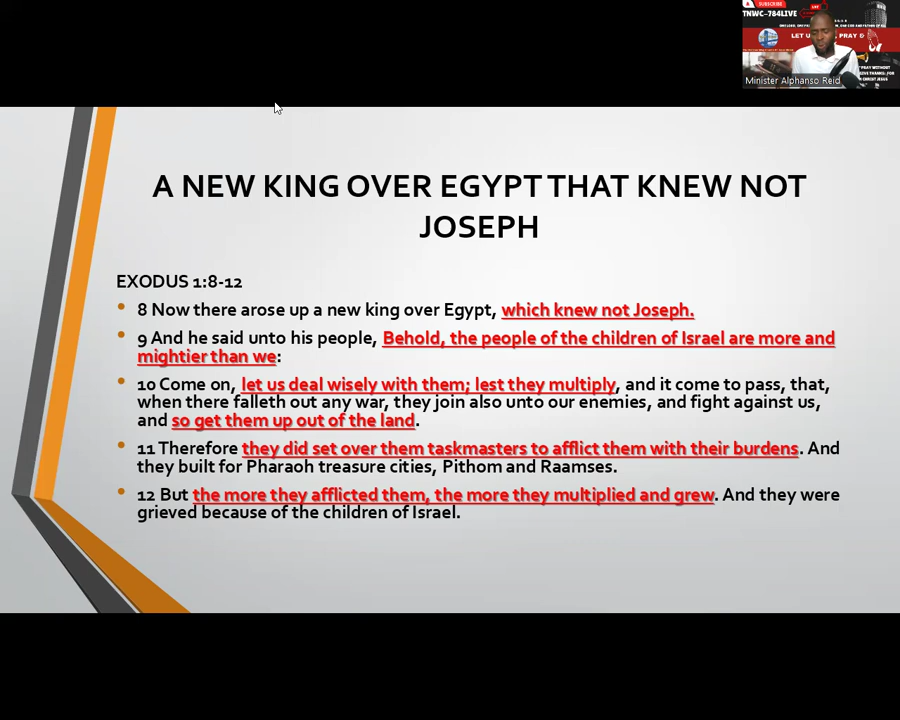 SUBSCRIBE
TNWC-784LIVE
LET U
PRAY &
Minister Alphanso Reid
A NEW KING OVER EGYPT THAT KNEW NOT
JOSEPH
EXODUS 1:8-12
• 8 Now there arose up a new king over Egypt, which knew not Joseph.
• 9 And he said unto his people, Behold, the people of the children of Israel are more and
mightier than we:
• 10 Come on, let us deal wisely with them; lest they multiply, and it come to pass, that,
when there falleth out any war, they join also unto our enemies, and fight against us,
and so get them up out of the land.
• 11 Therefore they did set over them taskmasters to afflict them with their burdens. And
they built for Pharaoh treasure cities, Pithom and Raamses.
• 12 But the more they afflicted them, the more they multiplied and grew. And they were
grieved because of the children of Israel.